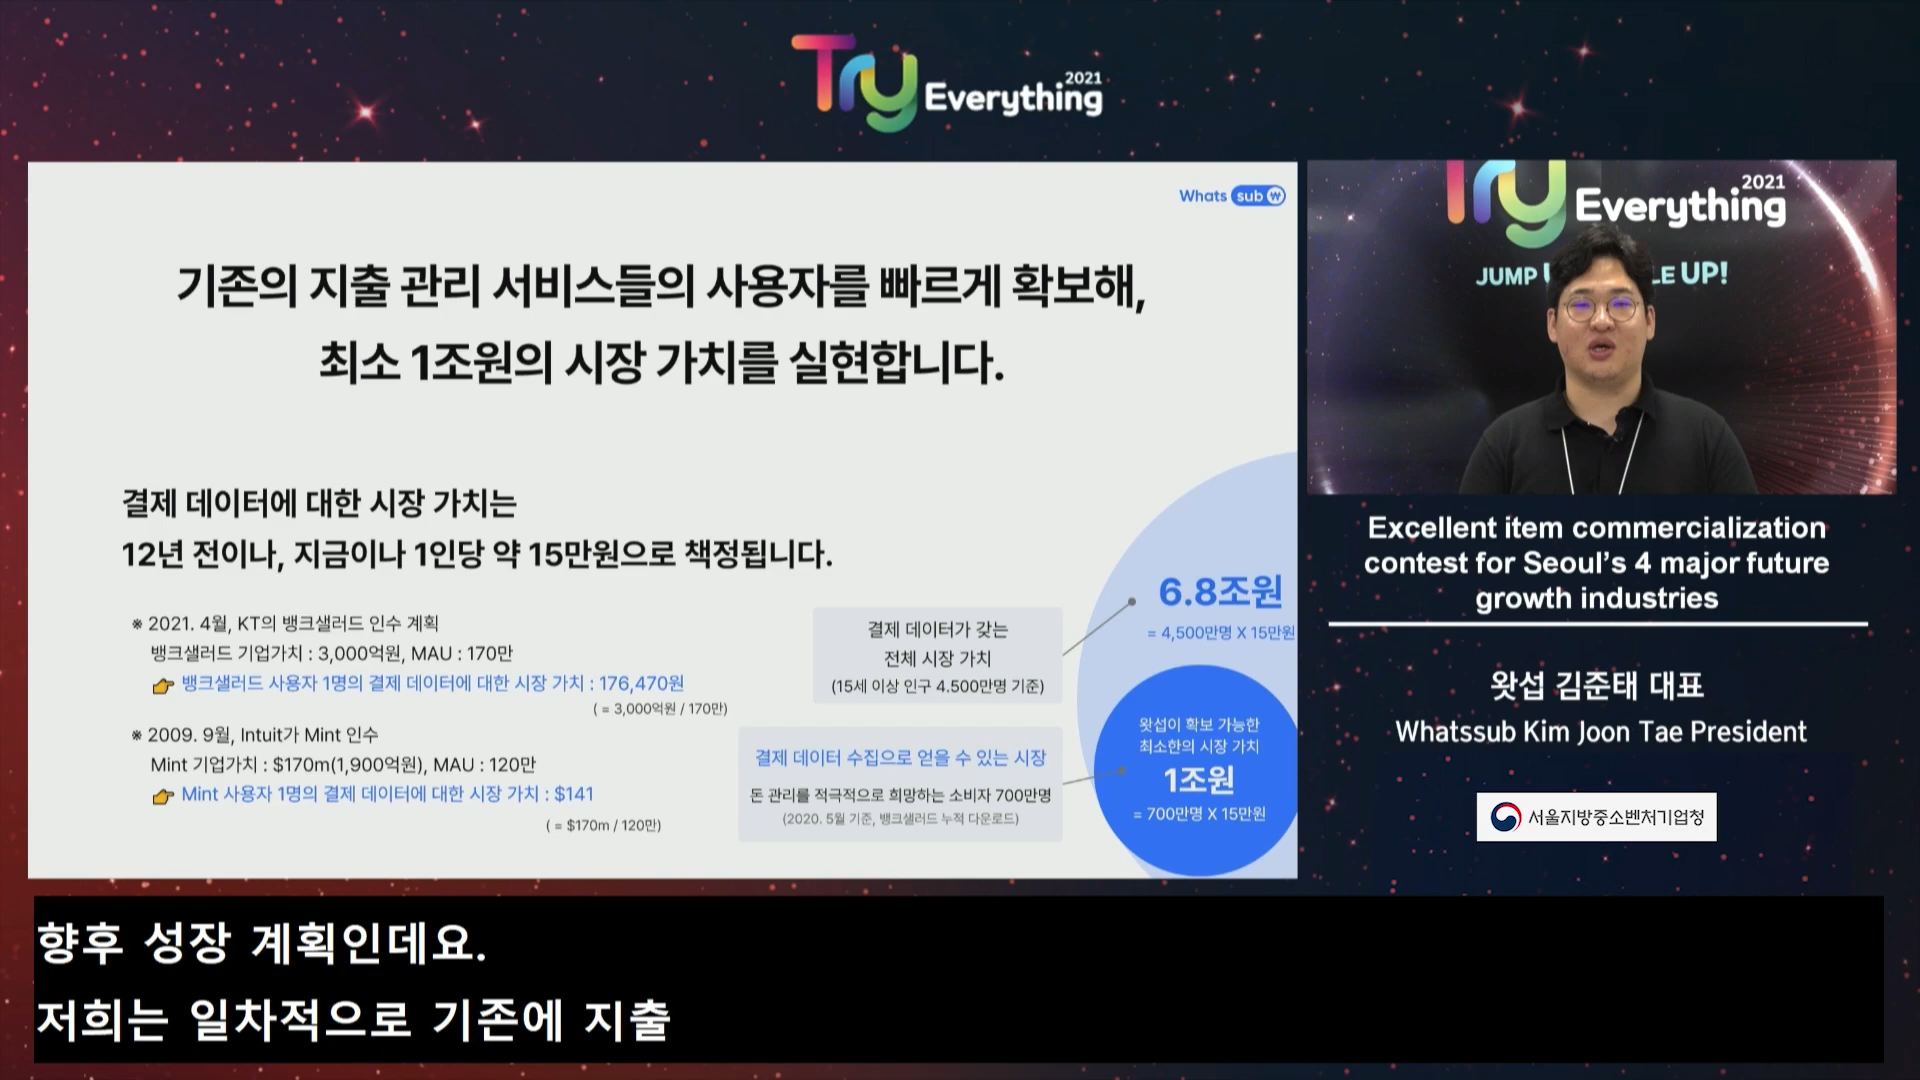 Try Everything 2021
Whats sub ₩
기존의 지출 관리 서비스들의 사용자를 빠르게 확보해,
최소 1조원의 시장 가치를 실현합니다.
결제 데이터에 대한 시장 가치는
12년 전이나, 지금이나 1인당 약 15만원으로 책정됩니다.
※ 2021. 4월, KT의 뱅크샐러드 인수 계획
뱅크샐러드 기업가치 : 3,000억원, MAU : 170만
👉 뱅크샐러드 사용자 1명의 결제 데이터에 대한 시장 가치 : 176,470원
( = 3,000억원 / 170만)
※ 2009. 9월, Intuit가 Mint 인수
Mint 기업가치 : $170m(1,900억원), MAU : 120만
👉 Mint 사용자 1명의 결제 데이터에 대한 시장 가치 : $141
( = $170m / 120만)
결제 데이터가 갖는
전체 시장 가치
(15세 이상 인구 4.500만명 기준)
6.8조원
= 4,500만명 X 15만원
결제 데이터 수집으로 얻을 수 있는 시장
돈 관리를 적극적으로 희망하는 소비자 700만명
(2020. 5월 기준, 뱅크샐러드 누적 다운로드)
왓섭이 확보 가능한
최소한의 시장 가치
1조원
= 700만명 X 15만원
Try Everything 2021
JUMP LE UP!
Excellent item commercialization
contest for Seoul’s 4 major future
growth industries
왓섭 김준태 대표
Whatssub Kim Joon Tae President
서울지방중소벤처기업청
향후 성장 계획인데요.
저희는 일차적으로 기존에 지출